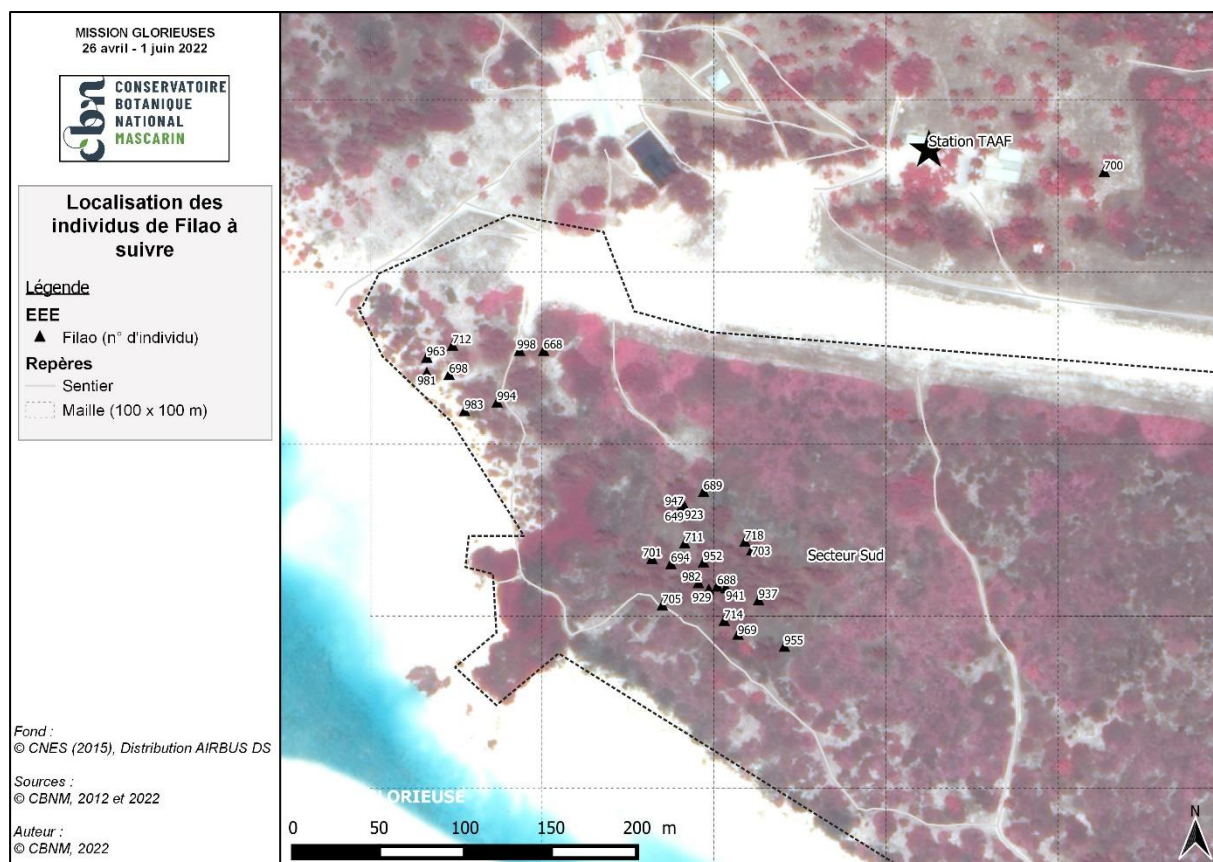 MISSION GLORIEUSES
26 avril - 1 juin 2022
cbn
CONSERVATOIRE
BOTANIQUE
NATIONAL
MASCARIN
Localisation des
individus de Filao à
suivre
Légende
EEE
Filao (n° d'individu)
Repères
Sentier
Maille (100 x 100 m)
Fond :
© CNES (2015), Distribution AIRBUS DS
Sources :
© CBNM, 2012 et 2022
Auteur :
© CBNM, 2022
Station TAAF
700
712
998
668
963
981
698
994
983
689
947
649
923
711
718
703
Secteur Sud
701
694
952
982
688
929
941
937
705
714
969
955
LORIEUSE
0 50 100 150 200 m
N